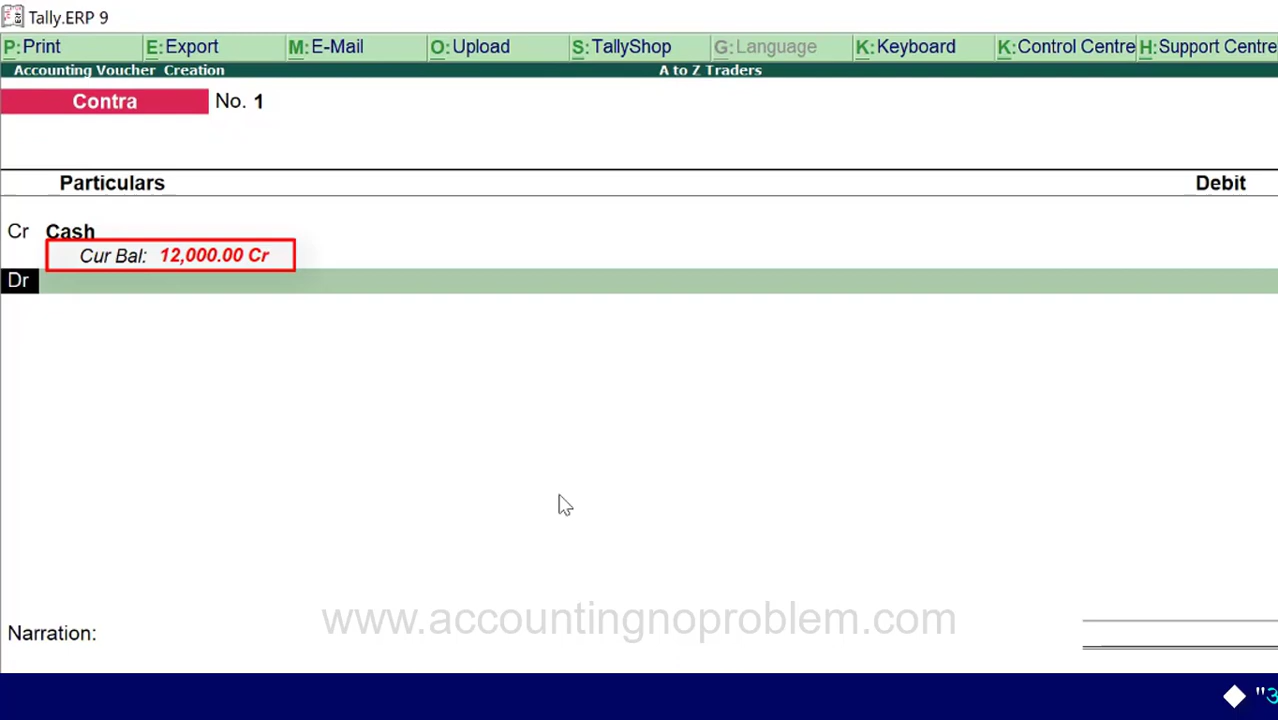 Tally.ERP 9
P:Print E:Export M:E-Mail O:Upload S:TallyShop G:Language K:Keyboard K:Control Centre H:Support Centre
Accounting Voucher Creation A to Z Traders
Contra No. 1
Particulars Debit
Cr Cash
Cur Bal: 12,000.00 Cr
Dr
www.accountingnoproblem.com
Narration: